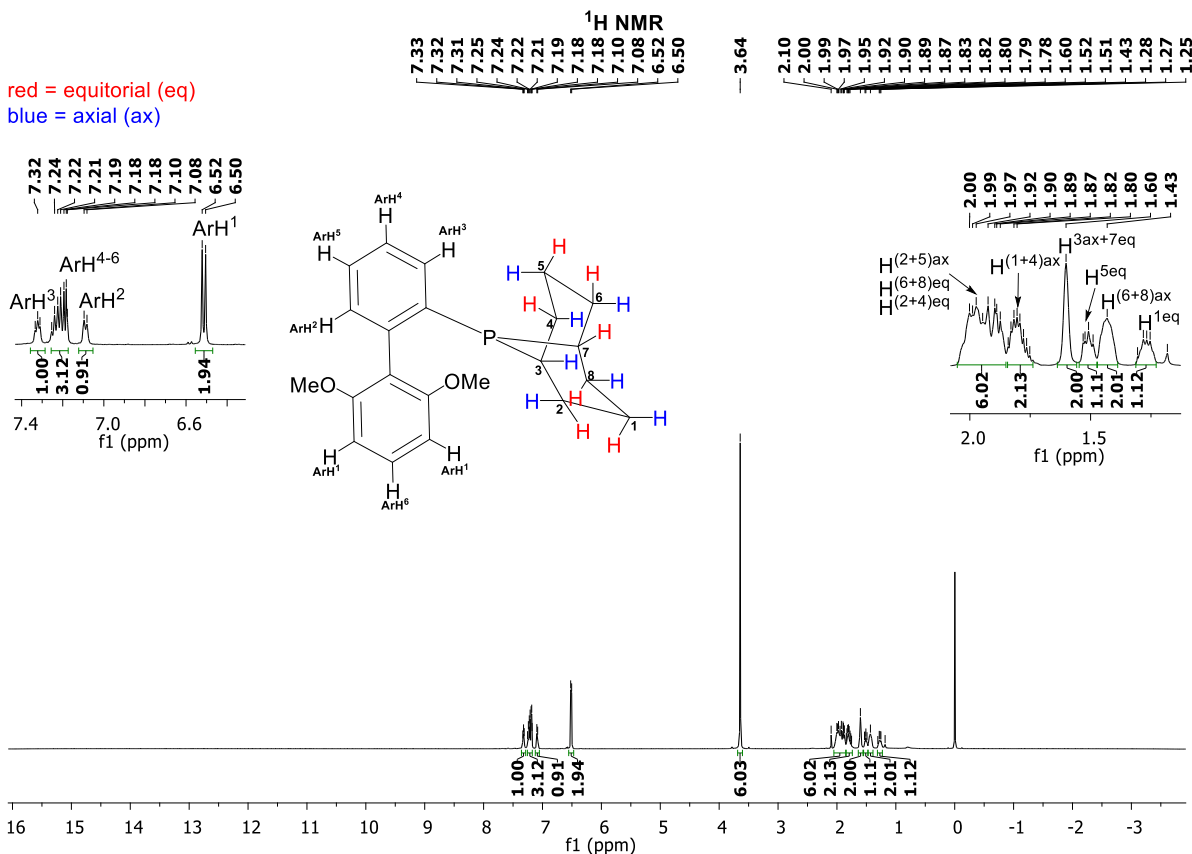 ¹H NMR
7.33 7.32 7.31 7.25 7.24 7.22 7.21 7.19 7.18 7.18 7.10 7.08 6.52 6.50 3.64 2.10 2.00 1.99 1.97 1.95 1.92 1.90 1.89 1.87 1.83 1.82 1.80 1.79 1.78 1.60 1.52 1.51 1.43 1.28 1.27 1.25
red = equitorial (eq)
blue = axial (ax)
7.32 7.24 7.22 7.21 7.19 7.18 7.18 7.10 7.08 6.52 6.50
ArH¹
ArH⁴⁻⁶
ArH³
ArH²
1.00 3.12 0.91 1.94
7.4 7.0 6.6
f1 (ppm)
ArH⁴
H
ArH⁵
H
ArH³
H
ArH²
H
P
MeO
OMe
H
ArH¹
H
ArH¹
H
ArH⁶
H
H 5
H
H 6 H
4 H
7 H
3 H
8 H
H
H 2
H
1 H
H
2.00 1.99 1.97 1.92 1.90 1.89 1.87 1.82 1.80 1.60 1.43
H³ᵃˣ⁺⁷ᵉq
H⁽²⁺⁵⁾ᵃˣ
H⁽⁶⁺⁸⁾ᵉq
H⁽²⁺⁴⁾ᵉq
H⁽¹⁺⁴⁾ᵃˣ
H⁵ᵉq
H⁽⁶⁺⁸⁾ᵃˣ
H¹ᵉq
6.02 2.13 2.00 1.11 2.01 1.12
2.0 1.5
f1 (ppm)
1.00 3.12 0.91 1.94 6.03 6.02 2.13 2.00 1.11 2.01 1.12
16 15 14 13 12 11 10 9 8 7 6 5 4 3 2 1 0 -1 -2 -3
f1 (ppm)